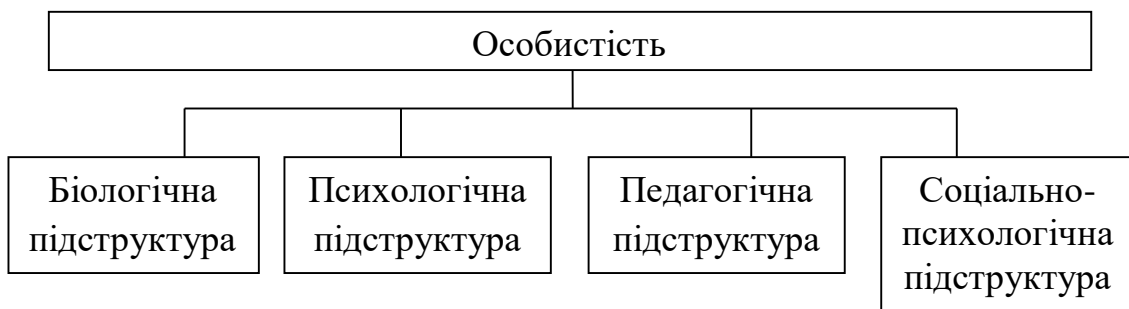 Особистість
Біологічна
підструктура
Психологічна
підструктура
Педагогічна
підструктура
Соціально-
психологічна
підструктура